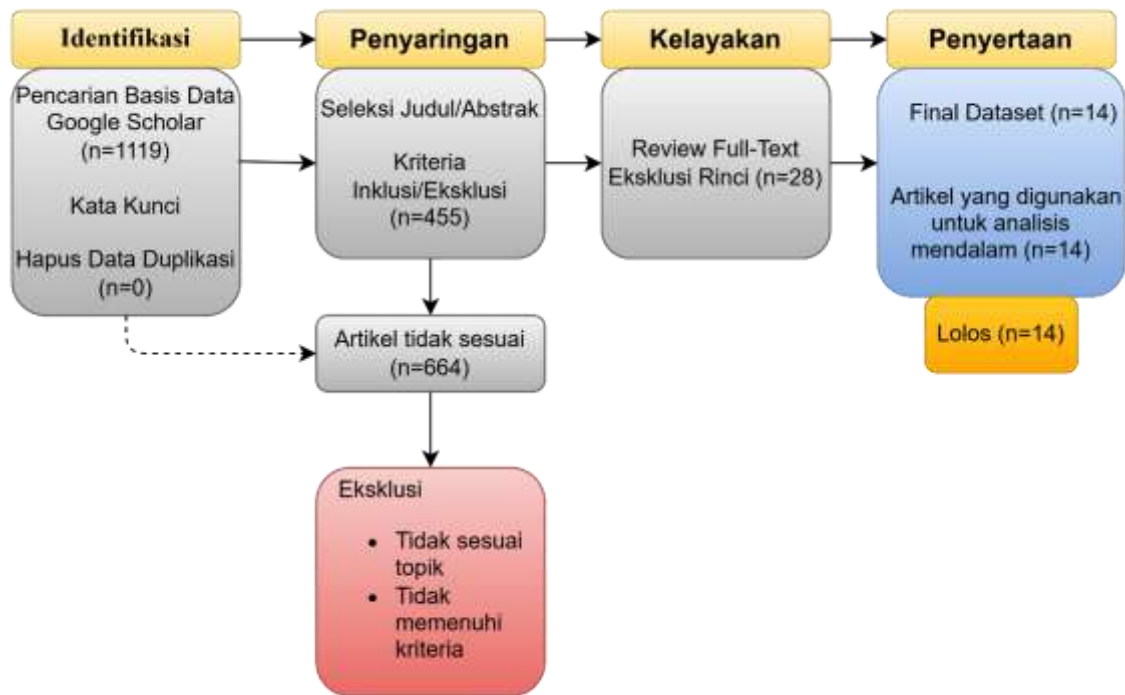 Identifikasi
Penyaringan
Kelayakan
Penyertaan
Pencarian Basis Data
Google Scholar
(n=1119)
Kata Kunci
Hapus Data Duplikasi
(n=0)
Seleksi Judul/Abstrak
Kriteria
Inklusi/Eksklusi
(n=455)
Review Full-Text
Eksklusi Rinci (n=28)
Final Dataset (n=14)
Artikel yang digunakan
untuk analisis
mendalam (n=14)
Lolos (n=14)
Artikel tidak sesuai
(n=664)
Eksklusi
• Tidak sesuai
topik
• Tidak
memenuhi
kriteria